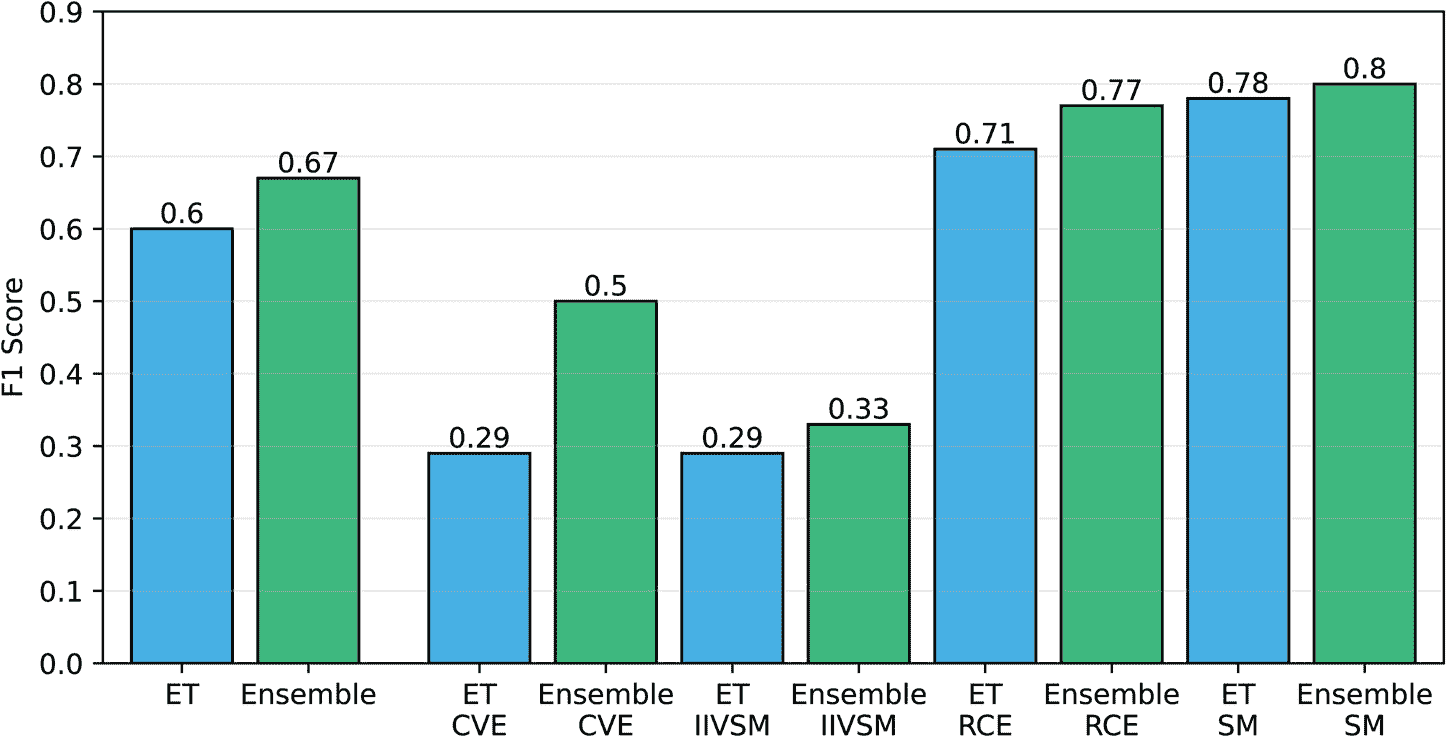 F1 Score
0.9
0.8
0.7
0.6
0.5
0.4
0.3
0.2
0.1
0.0
0.6
0.67
0.29
0.5
0.29
0.33
0.71
0.77
0.78
0.8
ET
Ensemble
ET
CVE
Ensemble
CVE
ET
IIVSM
Ensemble
IIVSM
ET
RCE
Ensemble
RCE
ET
SM
Ensemble
SM